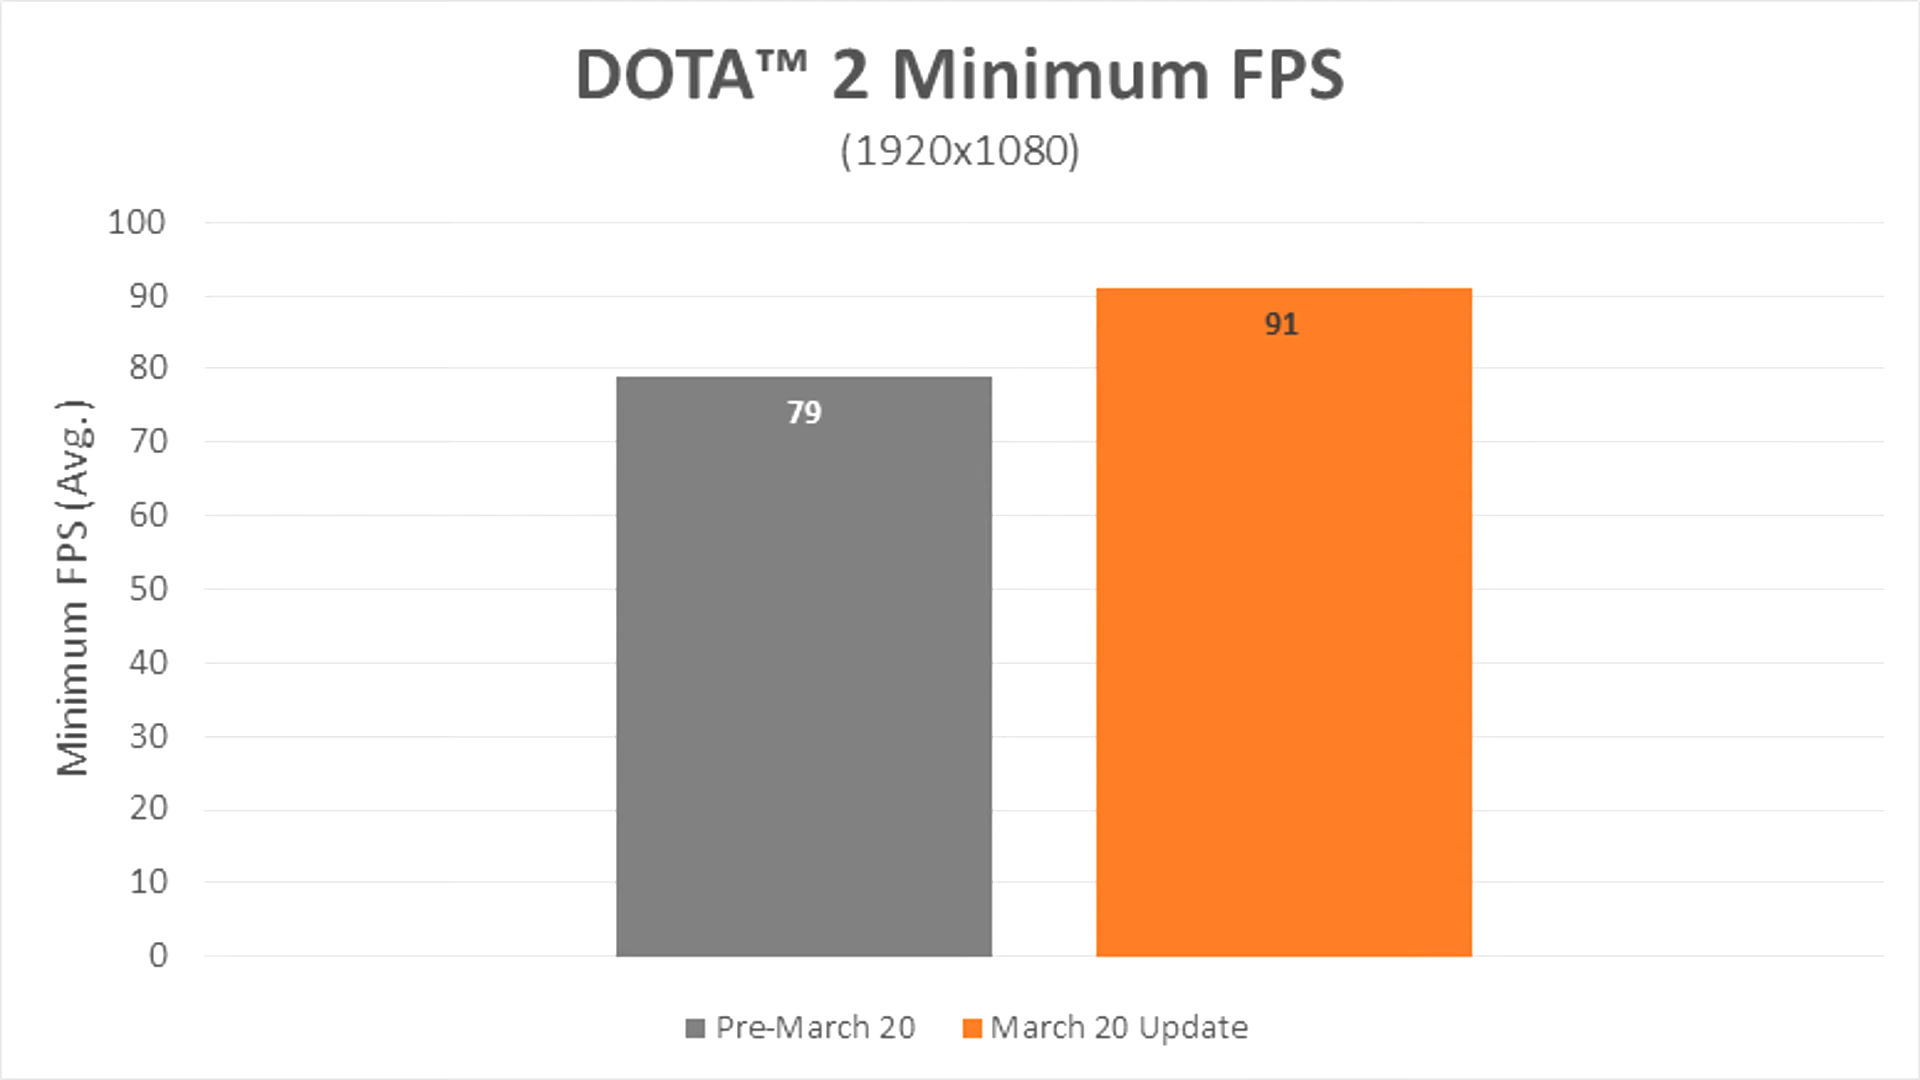 DOTA™ 2 Minimum FPS
(1920x1080)
Minimum FPS (Avg.)
100
90
80
70
60
50
40
30
20
10
0
79
91
Pre-March 20
March 20 Update